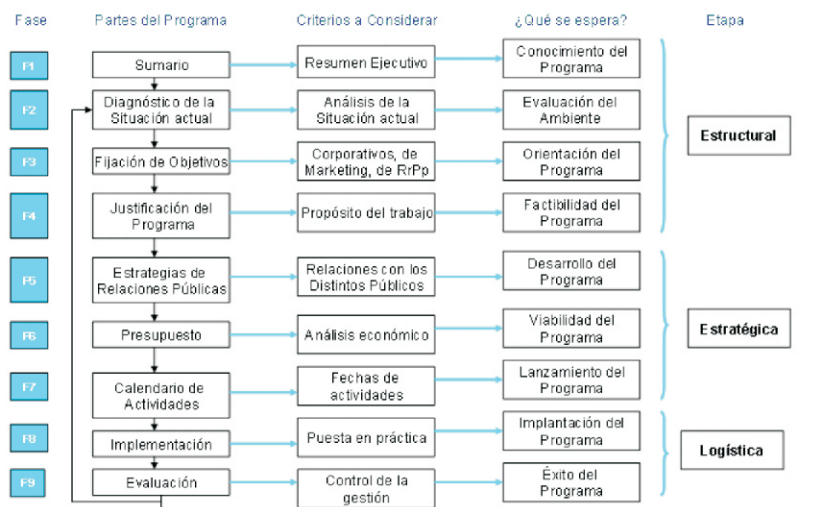 Fase Partes del Programa Criterios a Considerar ¿Qué se espera? Etapa
F1
Sumario
Resumen Ejecutivo
Conocimiento del
Programa
F2
Diagnóstico de la
Situación actual
Análisis de la
Situación actual
Evaluación del
Ambiente
Estructural
F3
Fijación de Objetivos
Corporativos, de
Marketing, de RrPp
Orientación del
Programa
F4
Justificación del
Programa
Propósito del trabajo
Factibilidad del
Programa
F5
Estrategias de
Relaciones Públicas
Relaciones con los
Distintos Públicos
Desarrollo del
Programa
F6
Presupuesto
Análisis económico
Viabilidad del
Programa
Estratégica
F7
Calendario de
Actividades
Fechas de
actividades
Lanzamiento del
Programa
F8
Implementación
Puesta en práctica
Implantación del
Programa
Logística
F9
Evaluación
Control de la
gestión
Éxito del
Programa